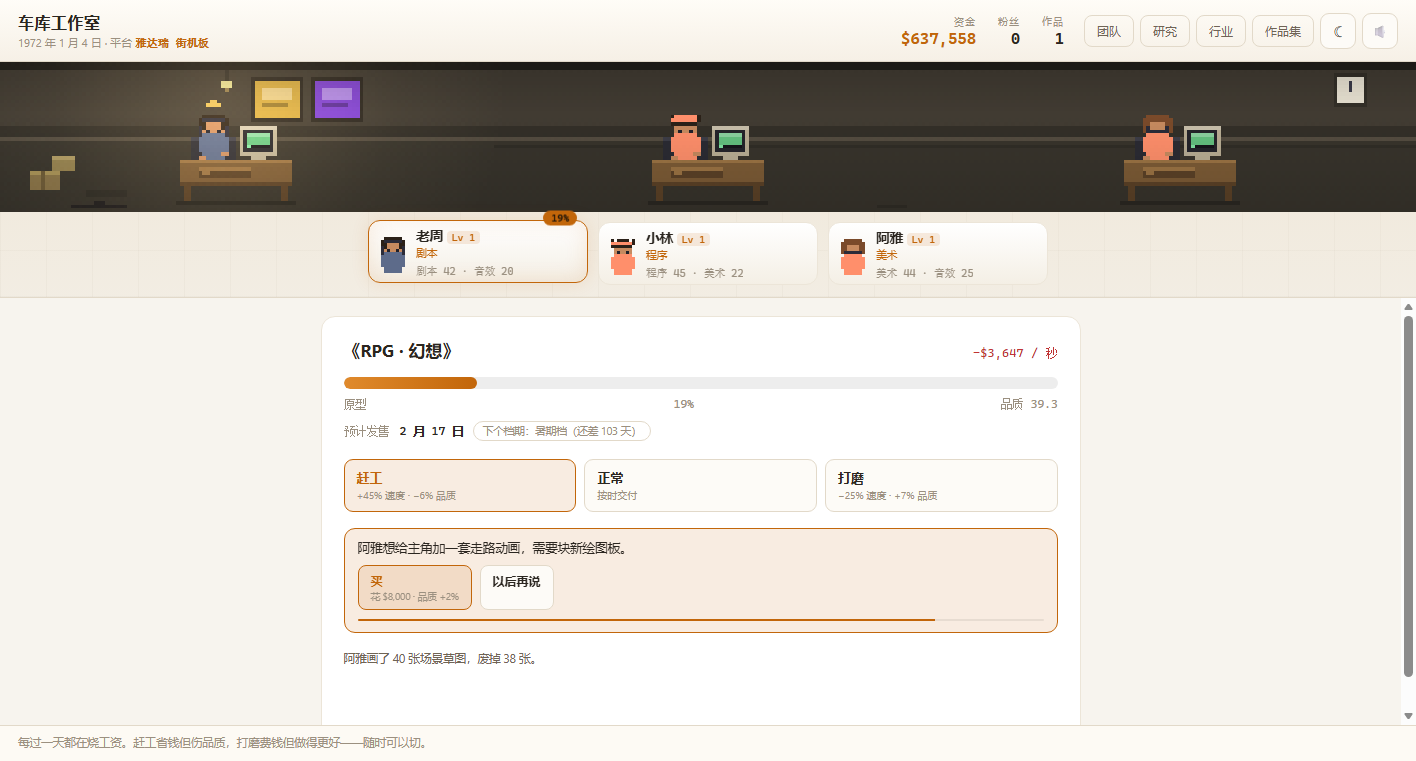 车库工作室
1972 年 1 月 4 日 · 平台 雅达瑞 街机板
资金
$637,558
粉丝
0
作品
1
团队
研究
行业
作品集
19%
老周 Lv 1
剧本
剧本 42 · 音效 20
小林 Lv 1
程序
程序 45 · 美术 22
阿雅 Lv 1
美术
美术 44 · 音效 25
《RPG · 幻想》
−$3,647 / 秒
原型
19%
品质 39.3
预计发售 2 月 17 日
下个档期：暑期档（还差 103 天）
赶工
+45% 速度 · −6% 品质
正常
按时交付
打磨
−25% 速度 · +7% 品质
阿雅想给主角加一套走路动画，需要块新绘图板。
买
花 $8,000 · 品质 +2%
以后再说
阿雅画了 40 张场景草图，废掉 38 张。
每过一天都在烧工资。赶工省钱但伤品质，打磨费钱但做得更好——随时可以切。